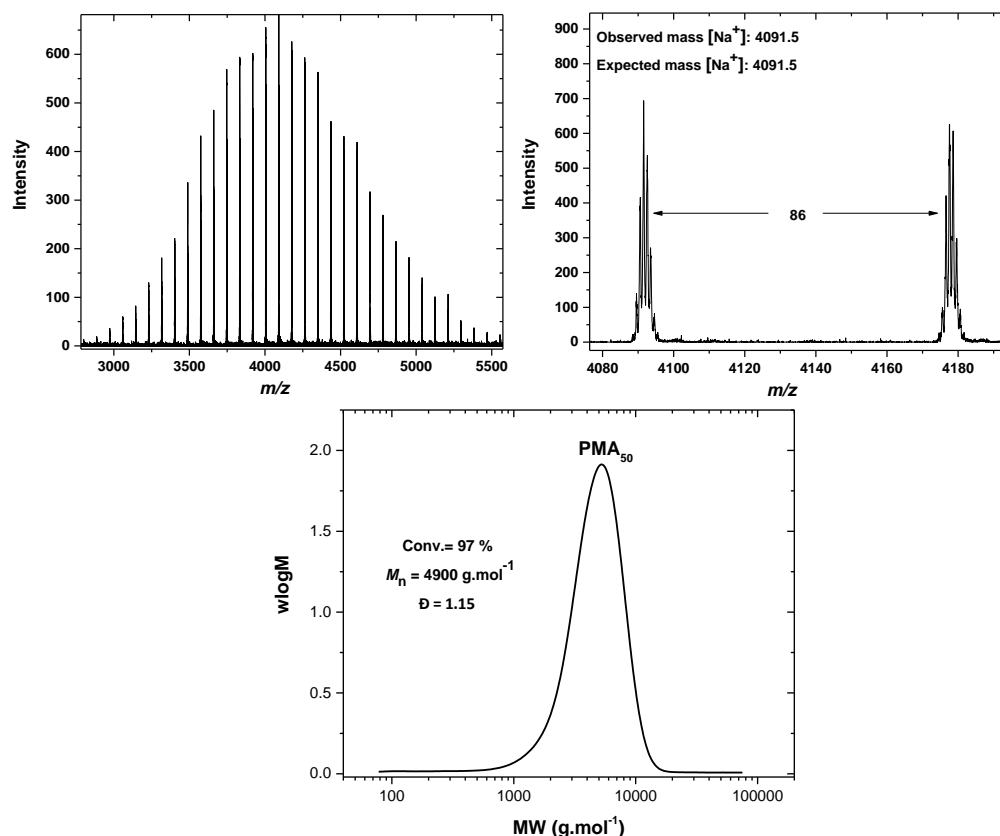 Intensity
600
500
400
300
200
100
0
3000 3500 4000 4500 5000 5500
m/z
Intensity
900
800
700
600
500
400
300
200
100
0
Observed mass [Na⁺]: 4091.5
Expected mass [Na⁺]: 4091.5
86
4080 4100 4120 4140 4160 4180
m/z
wlogM
2.0
1.5
1.0
0.5
0.0
PMA₅₀
Conv.= 97 %
Mₙ = 4900 g.mol⁻¹
Đ = 1.15
100 1000 10000 100000
MW (g.mol⁻¹)